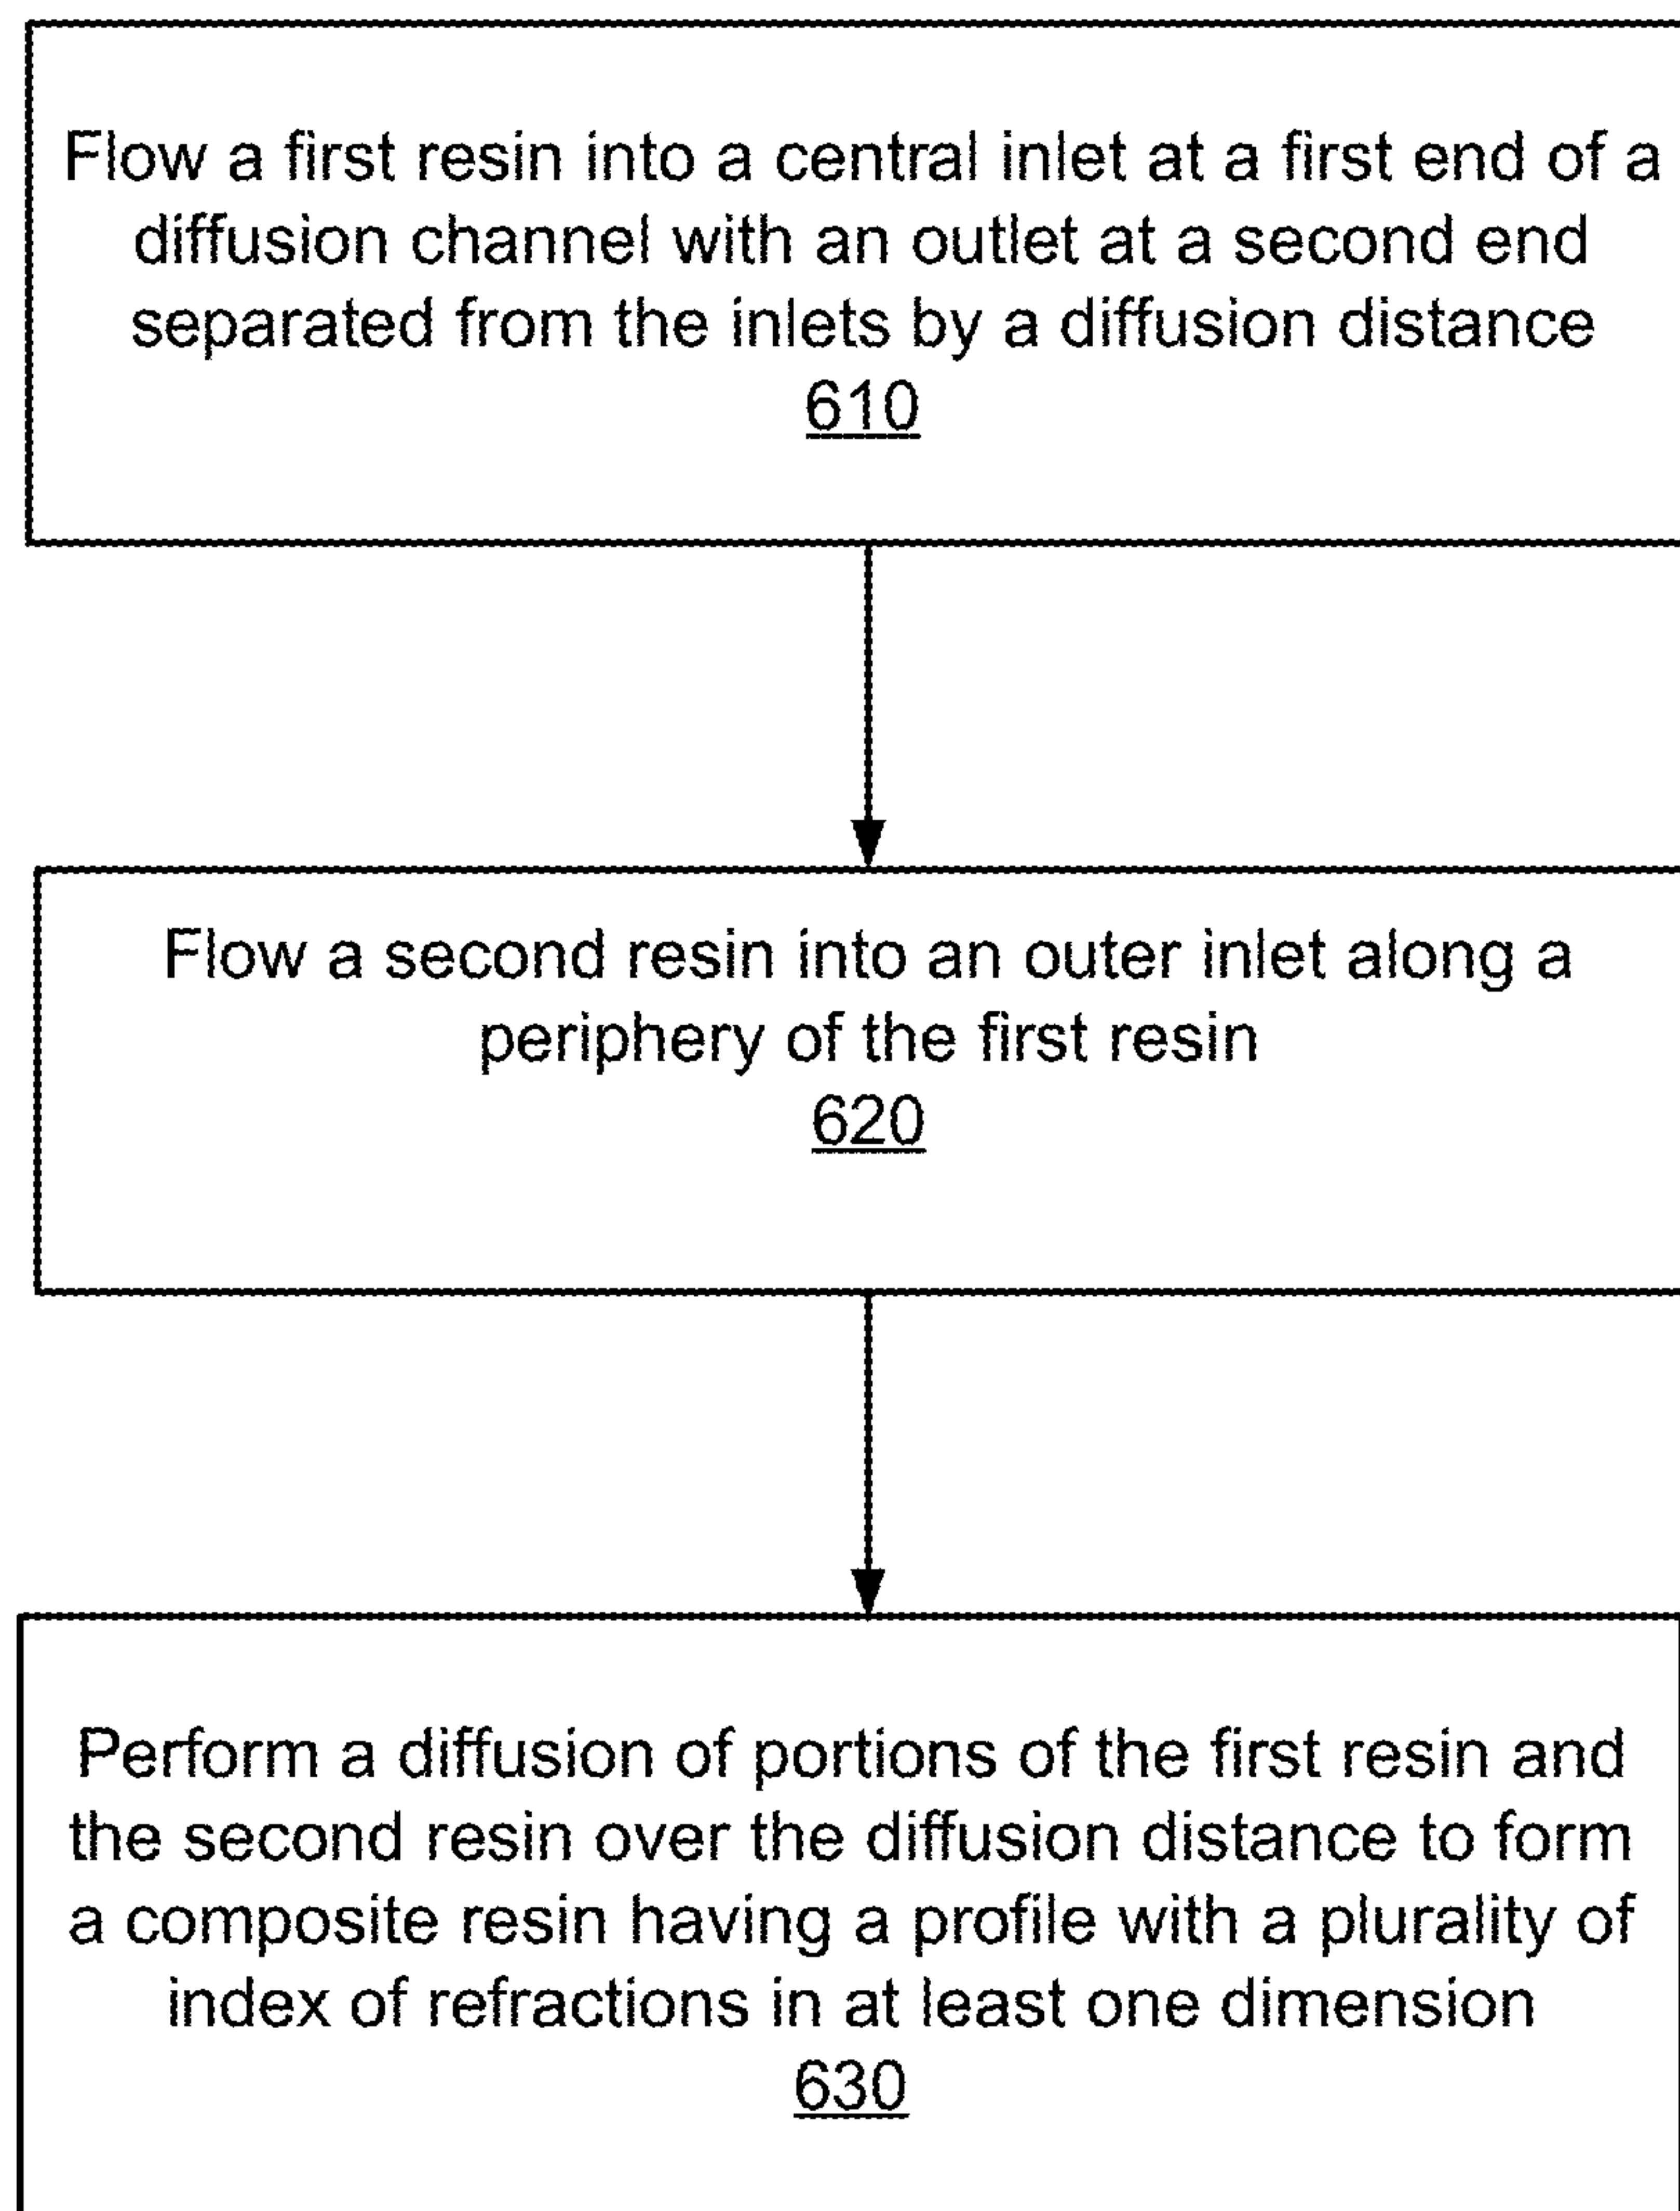 Flow a first resin into a central inlet at a first end of a
diffusion channel with an outlet at a second end
separated from the inlets by a diffusion distance
610
Flow a second resin into an outer inlet along a
periphery of the first resin
620
Perform a diffusion of portions of the first resin and
the second resin over the diffusion distance to form
a composite resin having a profile with a plurality of
index of refractions in at least one dimension
630